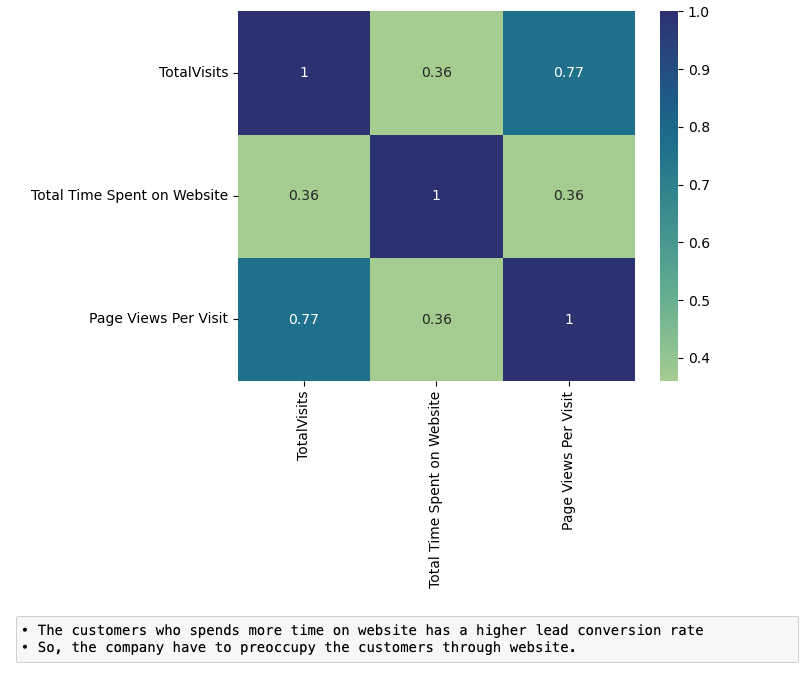 1.0
TotalVisits 1 0.36 0.77
0.9
0.8
0.7
Total Time Spent on Website 0.36 1 0.36
0.6
0.5
Page Views Per Visit 0.77 0.36 1
0.4
TotalVisits
Total Time Spent on Website
Page Views Per Visit
• The customers who spends more time on website has a higher lead conversion rate
• So, the company have to preoccupy the customers through website.